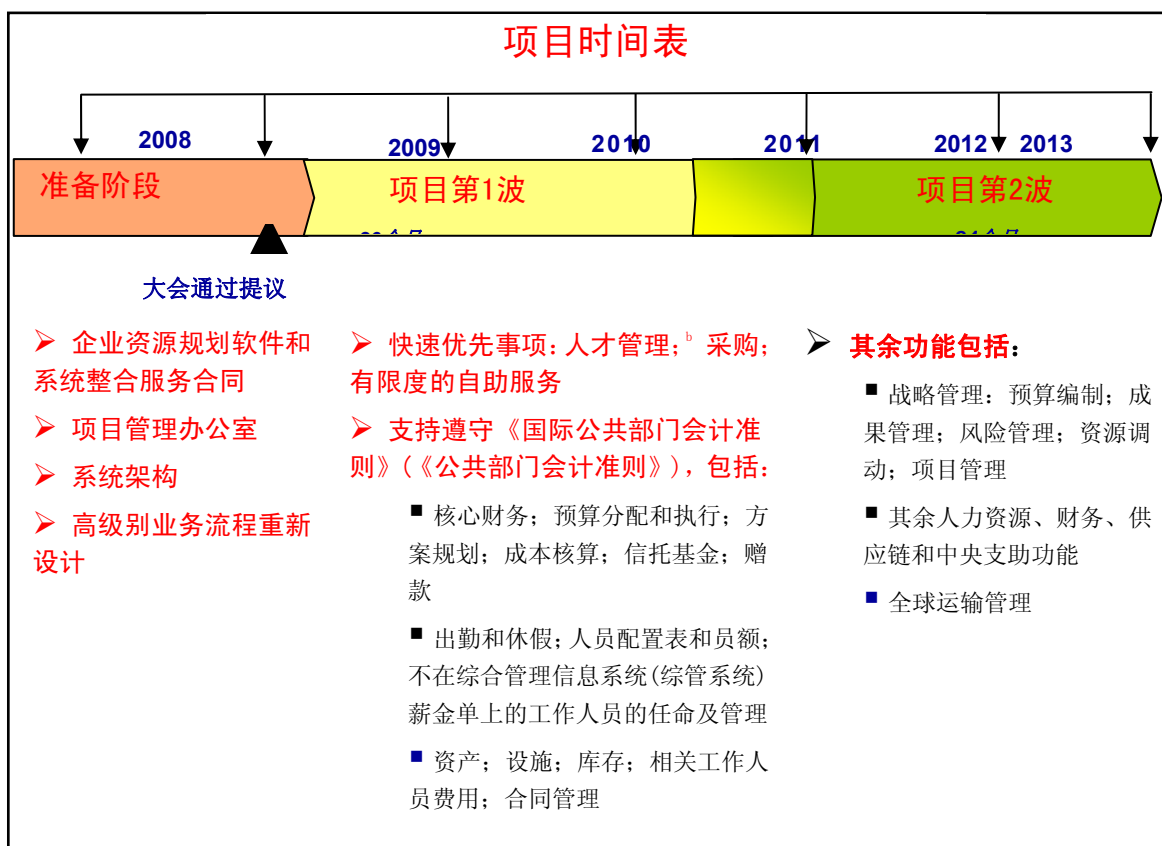 项目时间表
2008
2009
2010
2011
2012
2013
准备阶段
项目第1波
项目第2波
大会通过提议
➢ 企业资源规划软件和
系统整合服务合同
➢ 项目管理办公室
➢ 系统架构
➢ 高级别业务流程重新
设计
➢ 快速优先事项：人才管理；ᵇ 采购；
有限度的自助服务
➢ 支持遵守《国际公共部门会计准
则》(《公共部门会计准则》)，包括：
■ 核心财务；预算分配和执行；方
案规划；成本核算；信托基金；赠
款
■ 出勤和休假；人员配置表和员额；
不在综合管理信息系统(综管系统)
薪金单上的工作人员的任命及管理
■ 资产；设施；库存；相关工作人
员费用；合同管理
➢ 其余功能包括：
■ 战略管理：预算编制；成
果管理；风险管理；资源调
动；项目管理
■ 其余人力资源、财务、供
应链和中央支助功能
■ 全球运输管理